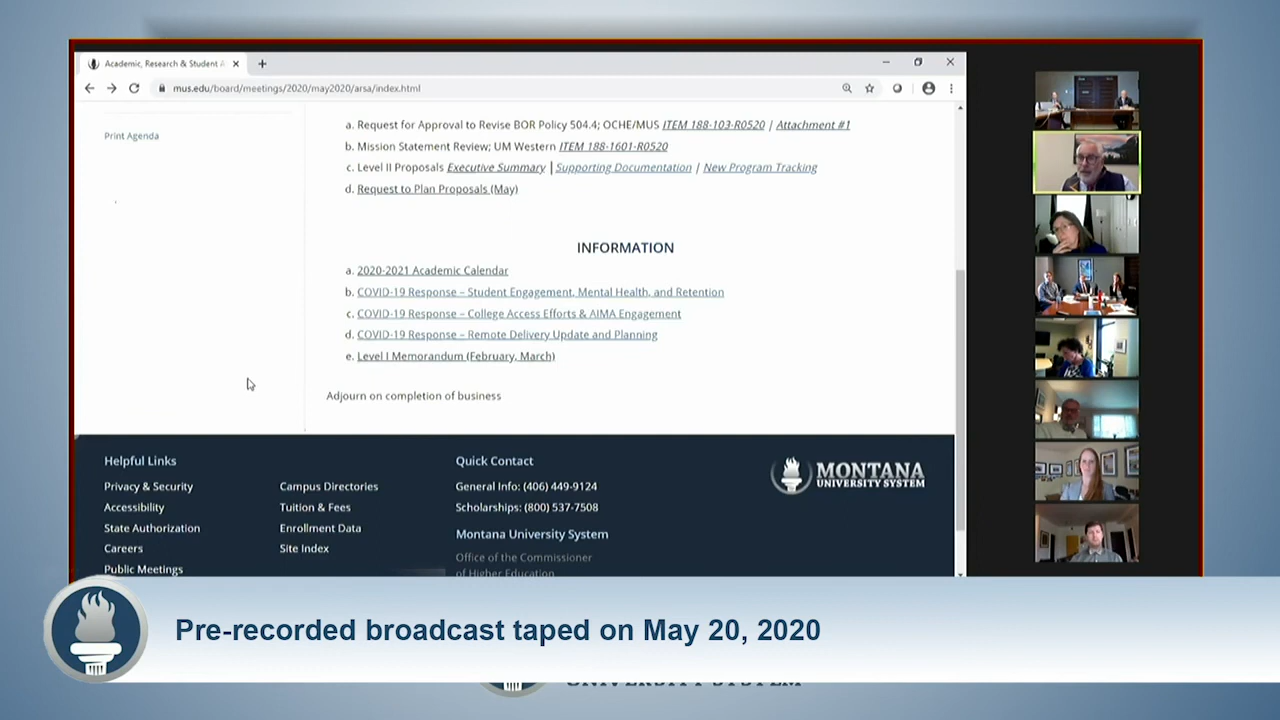 Academic, Research & Student A
mus.edu/board/meetings/2020/may2020/arsa/index.html
Print Agenda
a. Request for Approval to Revise BOR Policy 504.4; OCHE/MUS ITEM 188-103-R0520 | Attachment #1
b. Mission Statement Review; UM Western ITEM 188-1601-R0520
c. Level II Proposals Executive Summary | Supporting Documentation | New Program Tracking
d. Request to Plan Proposals (May)
INFORMATION
a. 2020-2021 Academic Calendar
b. COVID-19 Response – Student Engagement, Mental Health, and Retention
c. COVID-19 Response – College Access Efforts & AIMA Engagement
d. COVID-19 Response – Remote Delivery Update and Planning
e. Level I Memorandum (February, March)
Adjourn on completion of business
Helpful Links
Privacy & Security
Accessibility
State Authorization
Careers
Public Meetings
Campus Directories
Tuition & Fees
Enrollment Data
Site Index
Quick Contact
General Info: (406) 449-9124
Scholarships: (800) 537-7508
Montana University System
Office of the Commissioner
of Higher Education
MONTANA
UNIVERSITY SYSTEM
Pre-recorded broadcast taped on May 20, 2020
UNIVERSITY SYSTEM